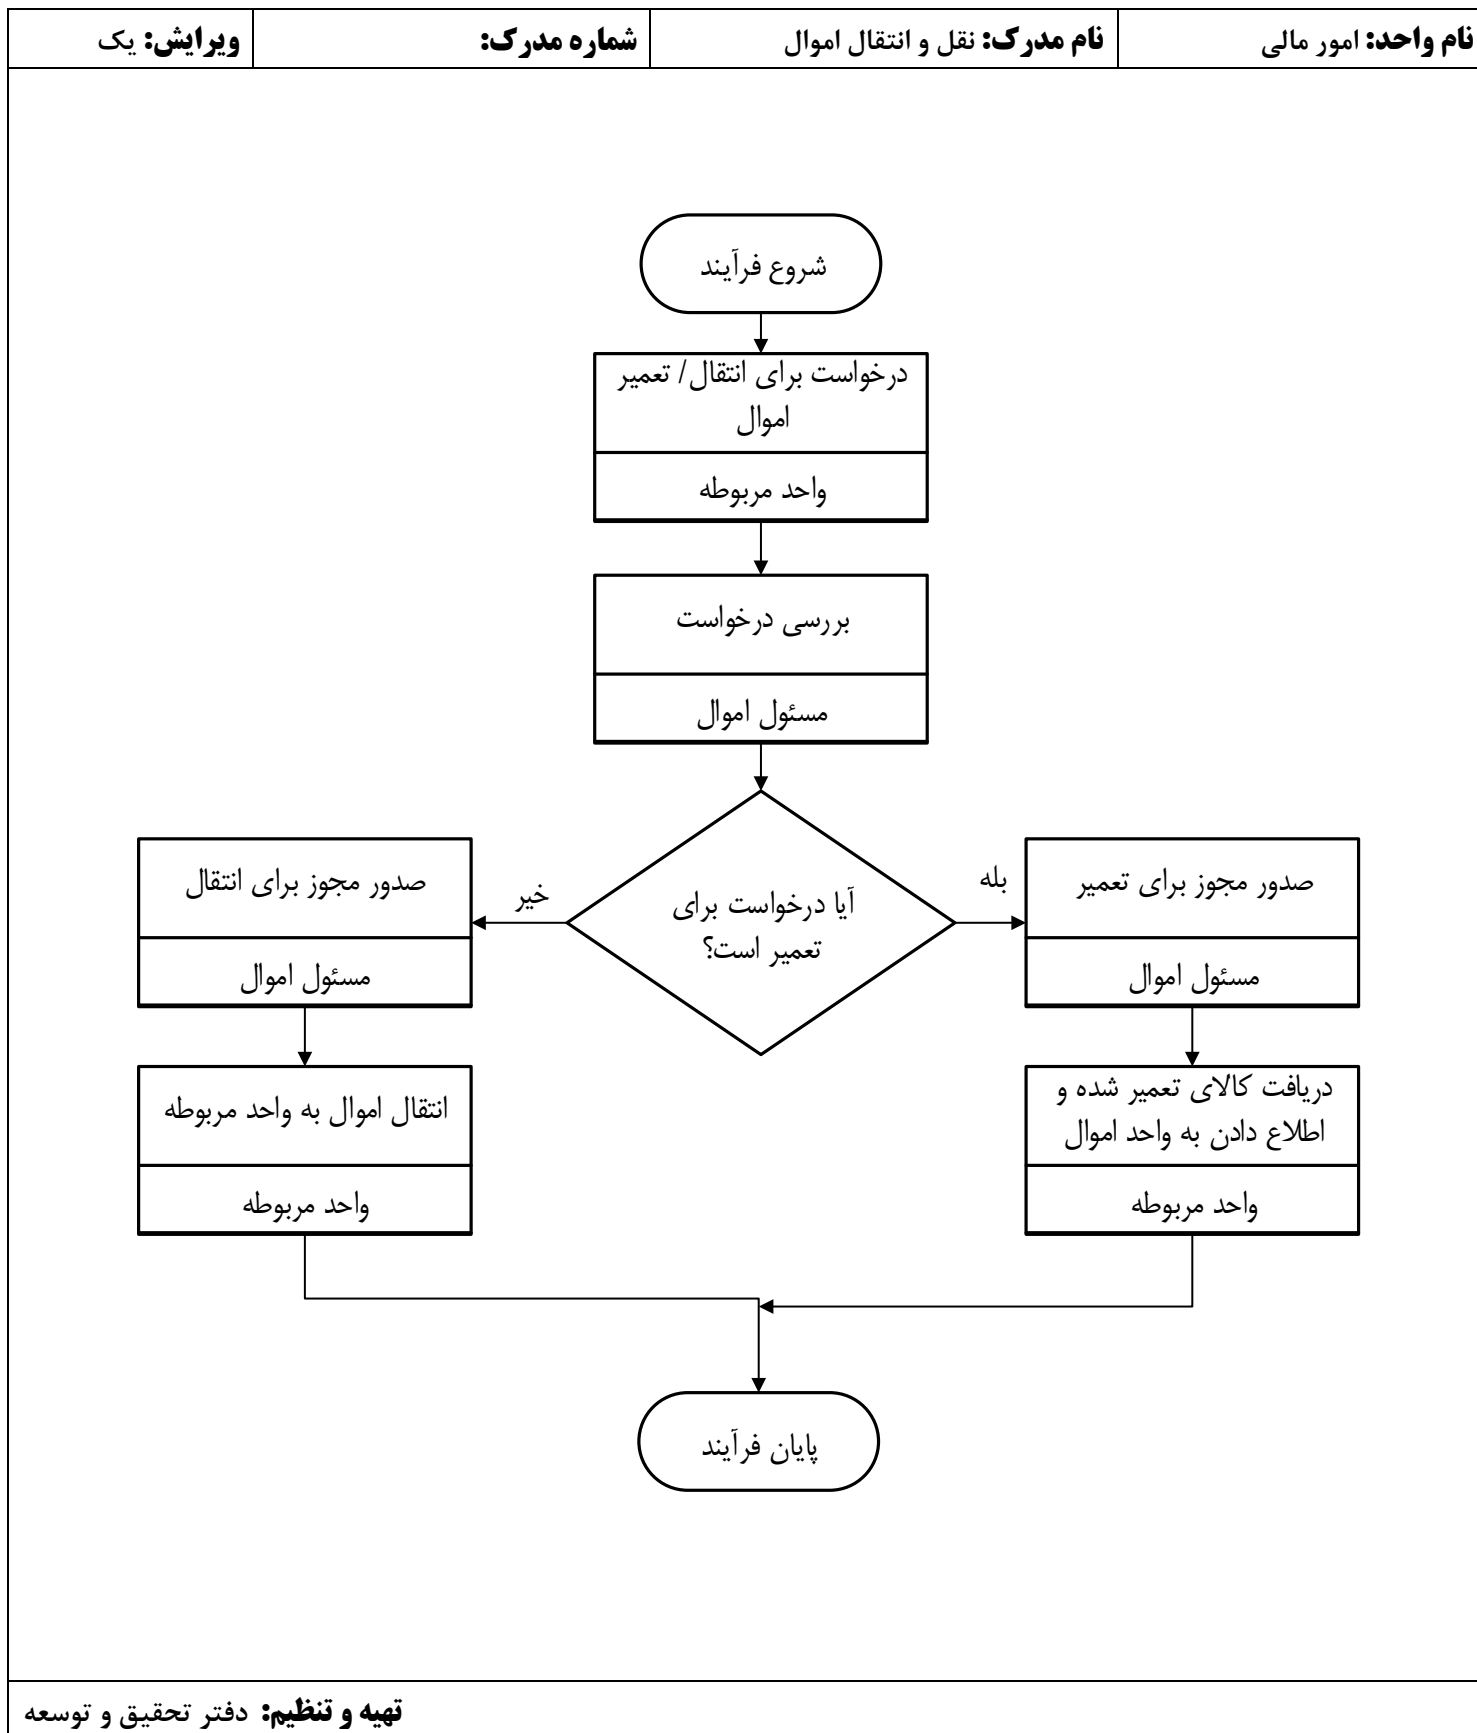 نام واحد: امور مالی
نام مدرک: نقل و انتقال اموال
شماره مدرک:
ویرایش: یک
شروع فرآیند
درخواست برای انتقال/ تعمیر
اموال
واحد مربوطه
بررسی درخواست
مسئول اموال
آیا درخواست برای
تعمیر است؟
بله
خیر
صدور مجوز برای تعمیر
مسئول اموال
صدور مجوز برای انتقال
مسئول اموال
دریافت کالای تعمیر شده و
اطلاع دادن به واحد اموال
واحد مربوطه
انتقال اموال به واحد مربوطه
واحد مربوطه
پایان فرآیند
تهیه و تنظیم: دفتر تحقیق و توسعه